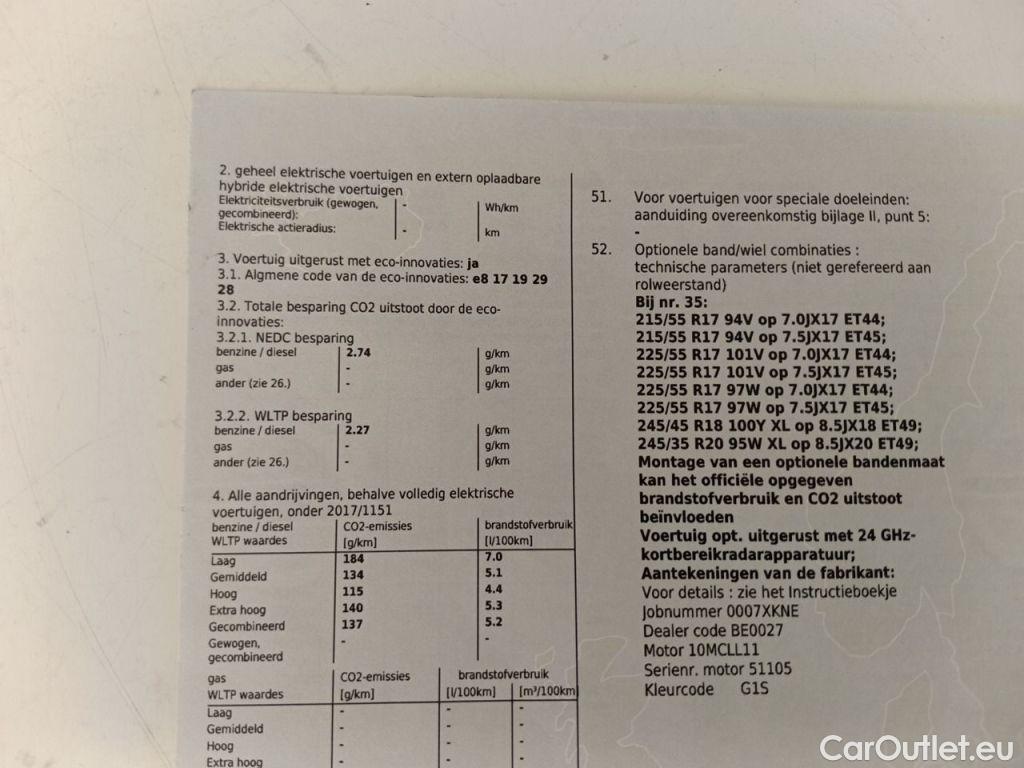 2. geheel elektrische voertuigen en extern oplaadbare
hybride elektrische voertuigen
Elektriciteitsverbruik (gewogen, - Wh/km
gecombineerd):
Elektrische actieradius: - km
3. Voertuig uitgerust met eco-innovaties: ja
3.1. Algmene code van de eco-innovaties: e8 17 19 29
28
3.2. Totale besparing CO2 uitstoot door de eco-
innovaties:
3.2.1. NEDC besparing
benzine / diesel 2.74 g/km
gas - g/km
ander (zie 26.) - g/km
3.2.2. WLTP besparing
benzine / diesel 2.27 g/km
gas - g/km
ander (zie 26.) - g/km
4. Alle aandrijvingen, behalve volledig elektrische
voertuigen, onder 2017/1151
benzine / diesel CO2-emissies brandstofverbruik
WLTP waardes [g/km] [l/100km]
Laag 184 7.0
Gemiddeld 134 5.1
Hoog 115 4.4
Extra hoog 140 5.3
Gecombineerd 137 5.2
Gewogen, - -
gecombineerd
gas CO2-emissies brandstofverbruik
WLTP waardes [g/km] [l/100km] [m³/100km
Laag - - -
Gemiddeld - - -
Hoog - - -
Extra hoog - - -
51. Voor voertuigen voor speciale doeleinden:
aanduiding overeenkomstig bijlage II, punt 5:
-
52. Optionele band/wiel combinaties :
technische parameters (niet gerefereerd aan
rolweerstand)
Bij nr. 35:
215/55 R17 94V op 7.0JX17 ET44;
215/55 R17 94V op 7.5JX17 ET45;
225/55 R17 101V op 7.0JX17 ET44;
225/55 R17 101V op 7.5JX17 ET45;
225/55 R17 97W op 7.0JX17 ET44;
225/55 R17 97W op 7.5JX17 ET45;
245/45 R18 100Y XL op 8.5JX18 ET49;
245/35 R20 95W XL op 8.5JX20 ET49;
Montage van een optionele bandenmaat
kan het officiële opgegeven
brandstofverbruik en CO2 uitstoot
beïnvloeden
Voertuig opt. uitgerust met 24 GHz-
kortbereikradarapparatuur;
Aantekeningen van de fabrikant:
Voor details : zie het Instructieboekje
Jobnummer 0007XKNE
Dealer code BE0027
Motor 10MCLL11
Serienr. motor 51105
Kleurcode G1S
CarOutlet.eu